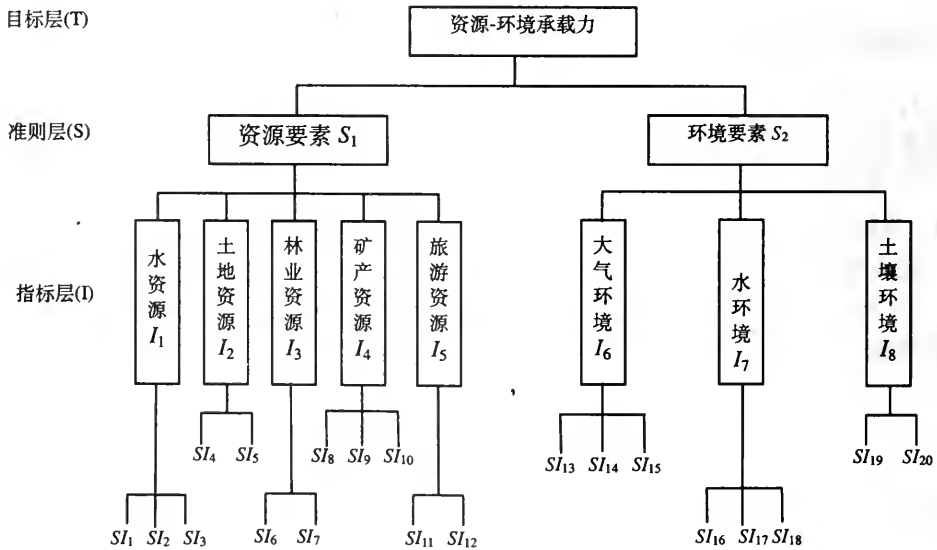 目标层(T)
资源-环境承载力
准则层(S)
资源要素 S₁
环境要素 S₂
指标层(I)
水资源 I₁
土地资源 I₂
林业资源 I₃
矿产资源 I₄
旅游资源 I₅
大气环境 I₆
水环境 I₇
土壤环境 I₈
SI₄ SI₅ SI₈ SI₉ SI₁₀ SI₁₃ SI₁₄ SI₁₅ SI₁₉ SI₂₀
SI₁ SI₂ SI₃ SI₆ SI₇ SI₁₁ SI₁₂ SI₁₆ SI₁₇ SI₁₈